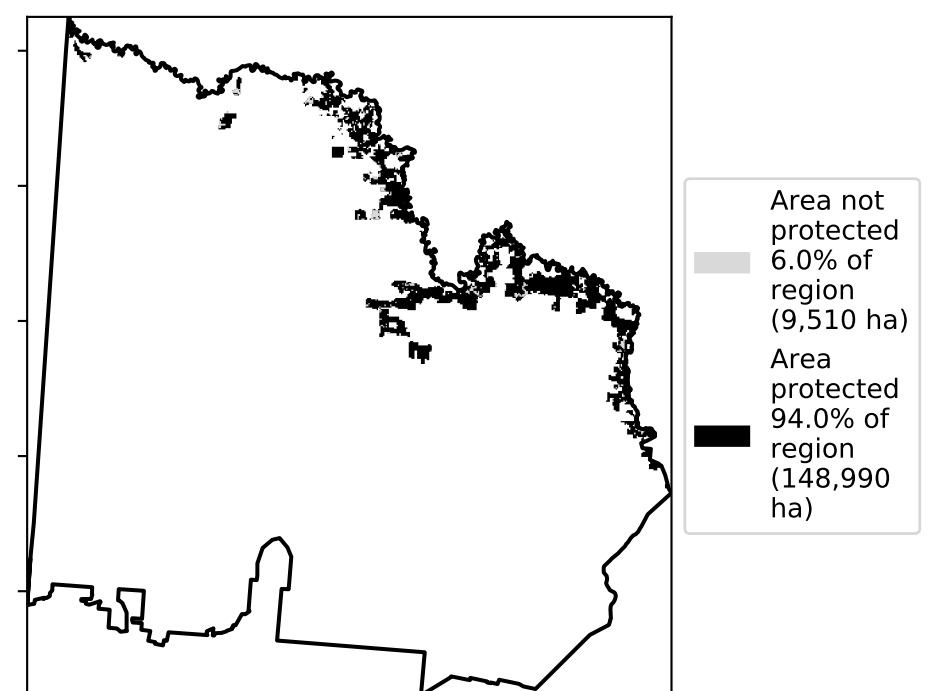 Area not
protected
6.0% of
region
(9,510 ha)
Area
protected
94.0% of
region
(148,990
ha)